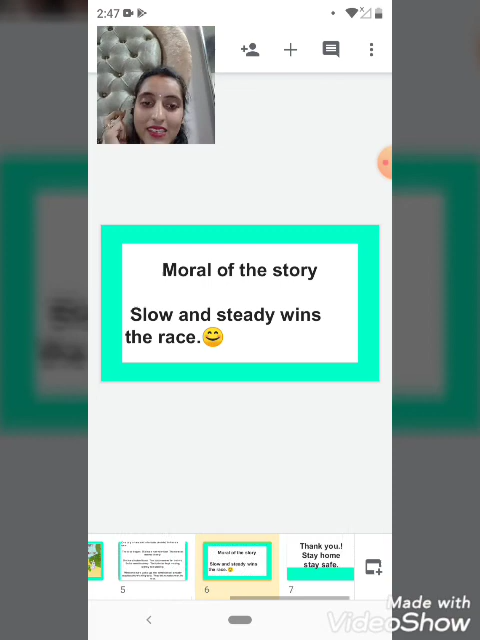 2:47
Moral of the story
Slow and steady wins
the race.😊
Moral of the story
Slow and steady wins
the race.😊
Thank you.!
Stay home
stay safe.
5
6
7
Made with
VideoShow